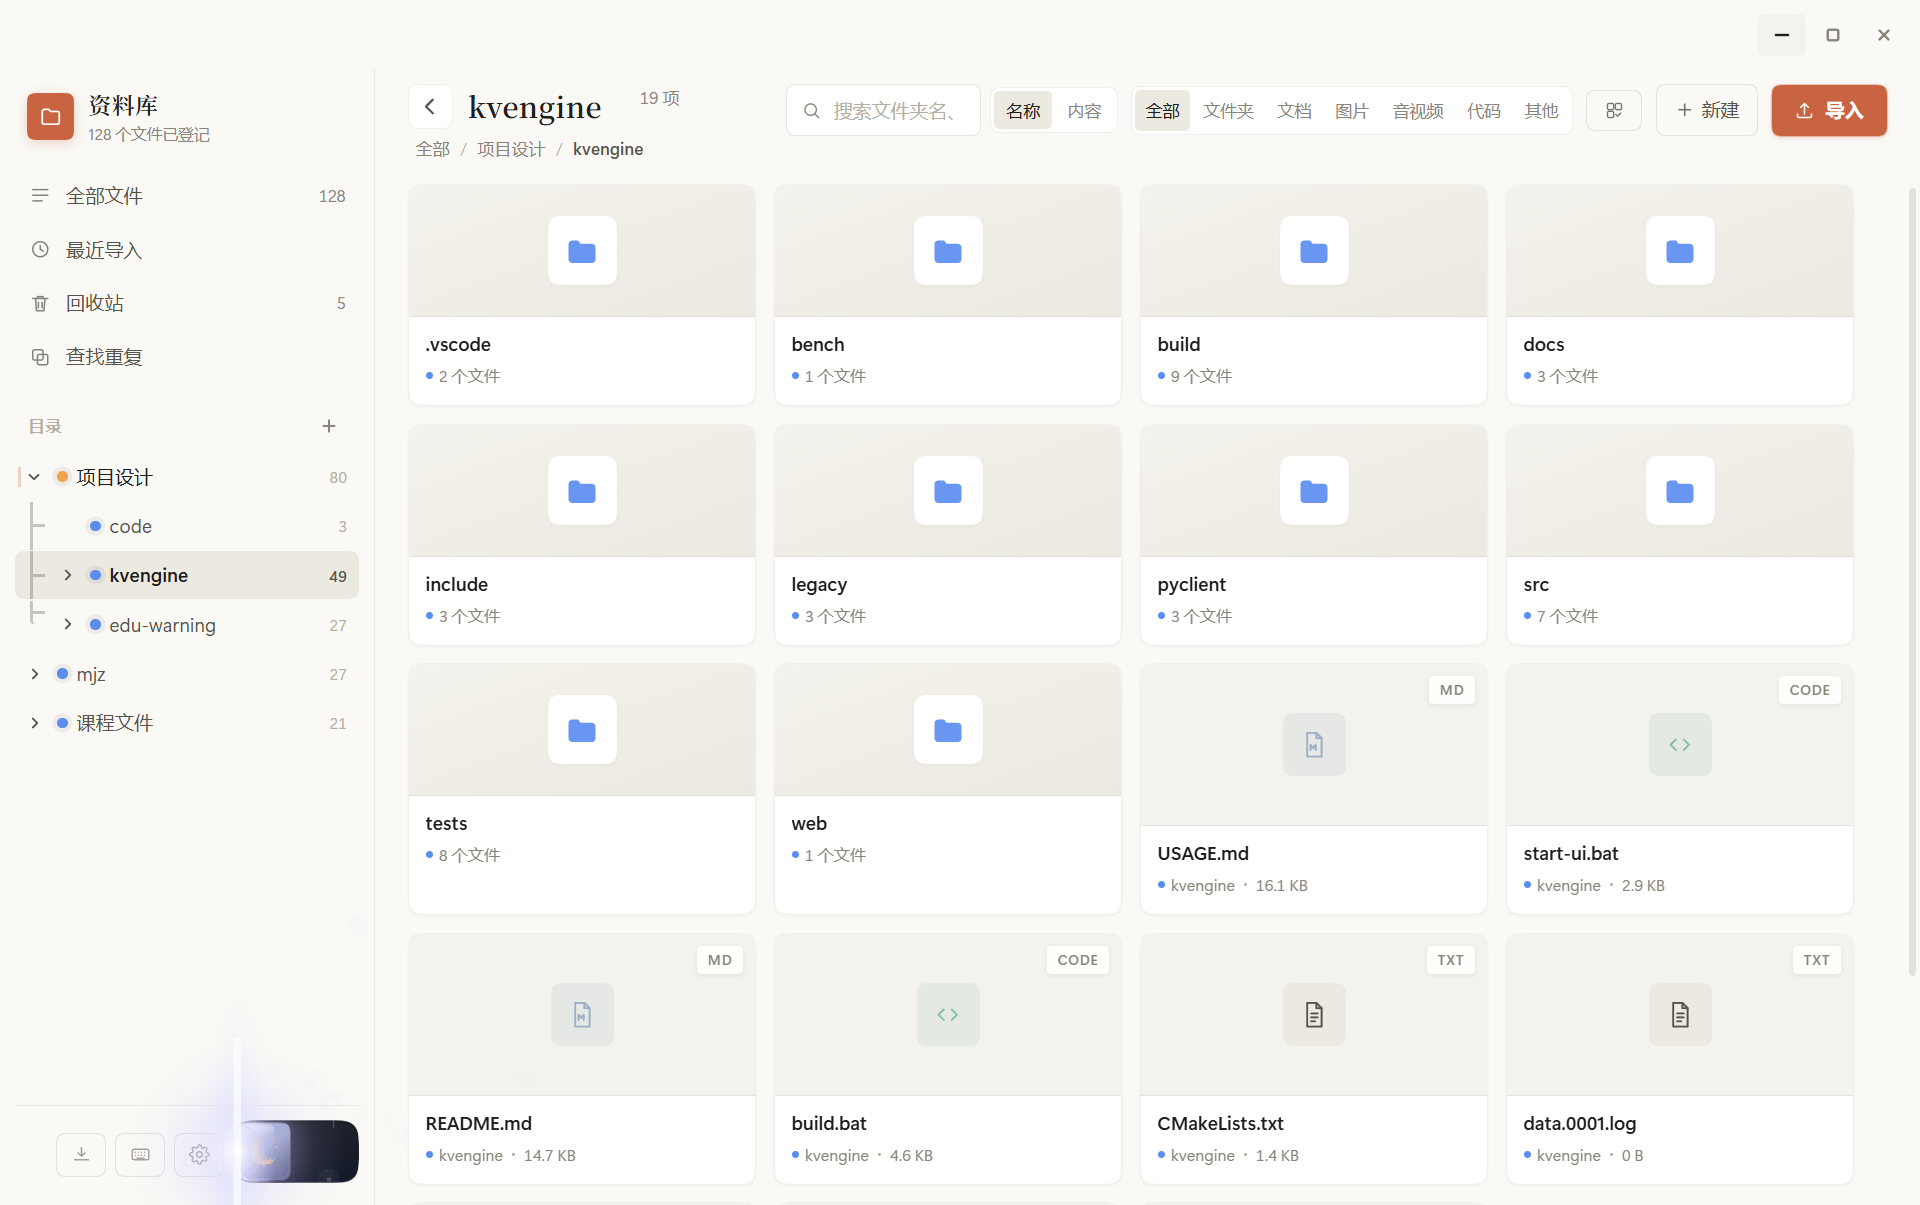 资料库
128 个文件已登记
全部文件 128
最近导入
回收站 5
查找重复
目录
项目设计 80
code 3
kvengine 49
edu-warning 27
mjz 27
课程文件 21
kvengine 19 项
全部 / 项目设计 / kvengine
搜索文件夹名、
名称 内容
全部 文件夹 文档 图片 音视频 代码 其他
新建
导入
.vscode
2 个文件
bench
1 个文件
build
9 个文件
docs
3 个文件
include
3 个文件
legacy
3 个文件
pyclient
3 个文件
src
7 个文件
tests
8 个文件
web
1 个文件
MD
USAGE.md
kvengine · 16.1 KB
CODE
start-ui.bat
kvengine · 2.9 KB
MD
README.md
kvengine · 14.7 KB
CODE
build.bat
kvengine · 4.6 KB
TXT
CMakeLists.txt
kvengine · 1.4 KB
TXT
data.0001.log
kvengine · 0 B